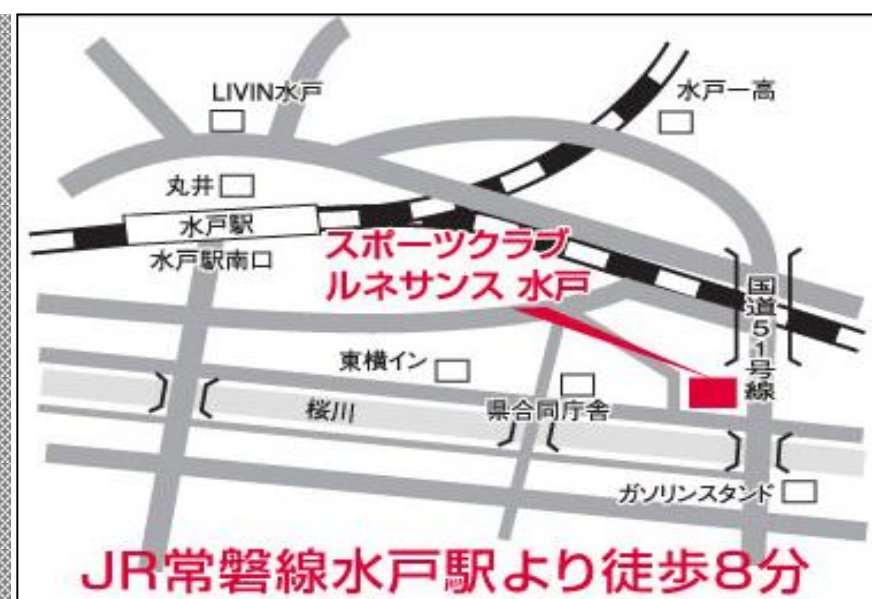 LIVIN水戸
水戸一高
丸井
水戸駅
水戸駅南口
スポーツクラブ
ルネサンス 水戸
国道51号線
東横イン
桜川
県合同庁舎
ガソリンスタンド
JR常磐線水戸駅より徒歩8分